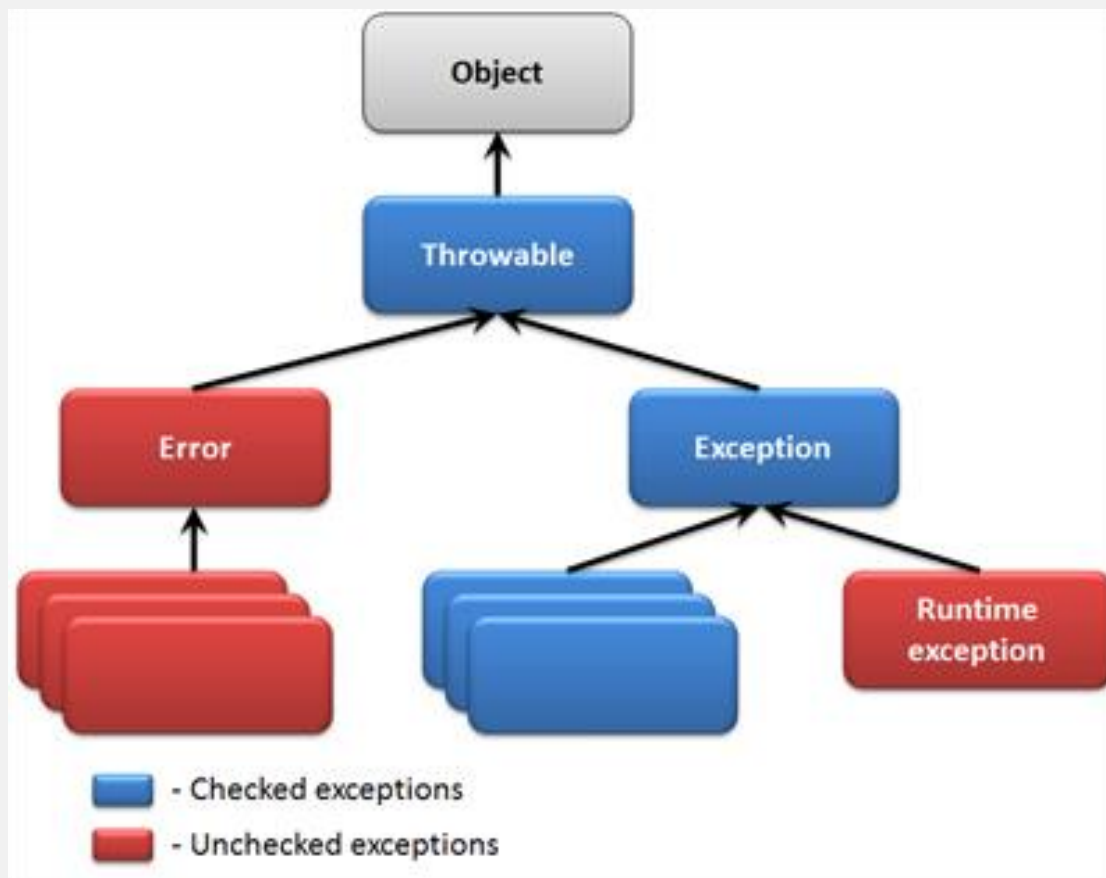 Object
Throwable
Error
Exception
Runtime
exception
- Checked exceptions
- Unchecked exceptions